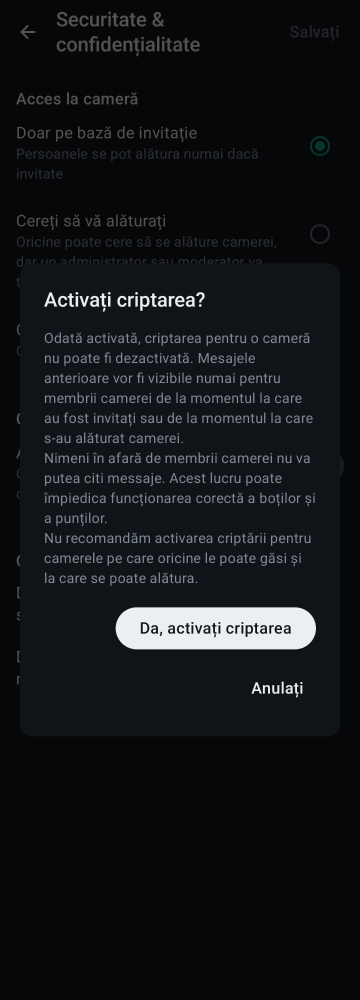 Securitate &
confidențialitate
Salvați
Acces la cameră
Doar pe bază de invitație
Persoanele se pot alătura numai dacă
invitate
Cereți să vă alăturați
Oricine poate cere să se alăture camerei,
dar un administrator sau moderator va
Activați criptarea?
Odată activată, criptarea pentru o cameră
nu poate fi dezactivată. Mesajele
anterioare vor fi vizibile numai pentru
membrii camerei de la momentul la care
au fost invitați sau de la momentul la care
s-au alăturat camerei.
Nimeni în afară de membrii camerei nu va
putea citi messaje. Acest lucru poate
împiedica funcționarea corectă a boților și
a punților.
Nu recomandăm activarea criptării pentru
camerele pe care oricine le poate găsi și
la care se poate alătura.
Da, activați criptarea
Anulați